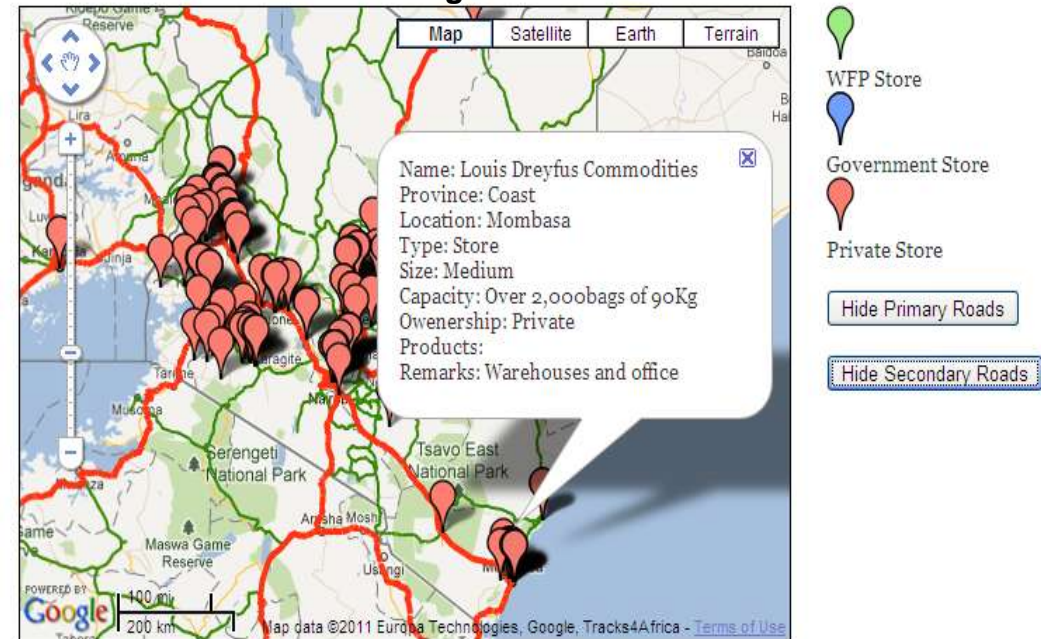 Map
Satellite
Earth
Terrain
Reserve
Baidoa
Lira
Jinja
Name: Louis Dreyfus Commodities
Province: Coast
Location: Mombasa
Type: Store
Size: Medium
Capacity: Over 2,000bags of 90Kg
Owenership: Private
Products:
Remarks: Warehouses and office
Musoma
Serengeti
National Park
Tsavo East
National Park
Maswa Game
Reserve
POWERED BY
Google
100 mi
200 km
Map data ©2011 Europa Technologies, Google, Tracks4Africa - Terms of Use
WFP Store
Government Store
Private Store
Hide Primary Roads
Hide Secondary Roads